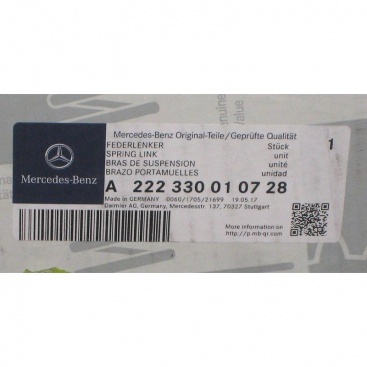 genuine
value
Mercedes-Benz
Mercedes-Benz Original-Teile/Geprüfte Qualität
FEDERLENKER Stück 1
SPRING LINK unit
BRAS DE SUSPENSION unité
BRAZO PORTAMUELLES unidad
A 222 330 01 07 28
Made in GERMANY 0060/1705/21699 19.05.17
Daimler AG, Germany, Mercedesstr. 137, 70327 Stuttgart
More information on
http://p.mb-qr.com